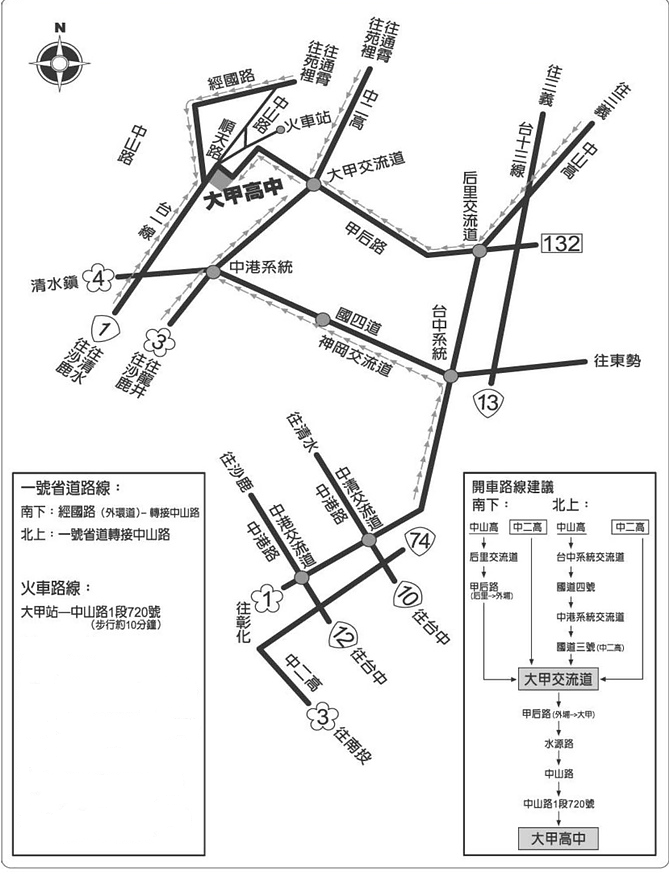 N
往通霄
往苑裡
往通霄
往苑裡
經國路
中山路
順天路
中山路
火車站
中二高
往三義
台十三線
往三義
中山高
大甲交流道
大甲高中
台一線
甲后路
后里交流道
132
清水鎮
4
中港系統
國四道
神岡交流道
台中系統
往東勢
1
往清水
往沙鹿
3
往龍井
往沙鹿
13
往清水
往沙鹿
中清交流道
中港路
中港交流道
中港路
74
1
往彰化
10
往台中
12
往台中
中二高
3
往南投
一號省道路線：
南下：經國路（外環道）- 轉接中山路
北上：一號省道轉接中山路
火車路線：
大甲站—中山路1段720號
(步行約10分鐘)
開車路線建議
南下： 北上：
中山高 中二高 中山高 中二高
后里交流道 台中系統交流道
甲后路 國道四號
(后里->外埔)
中港系統交流道
國道三號(中二高)
大甲交流道
甲后路(外埔->大甲)
水源路
中山路
中山路1段720號
大甲高中